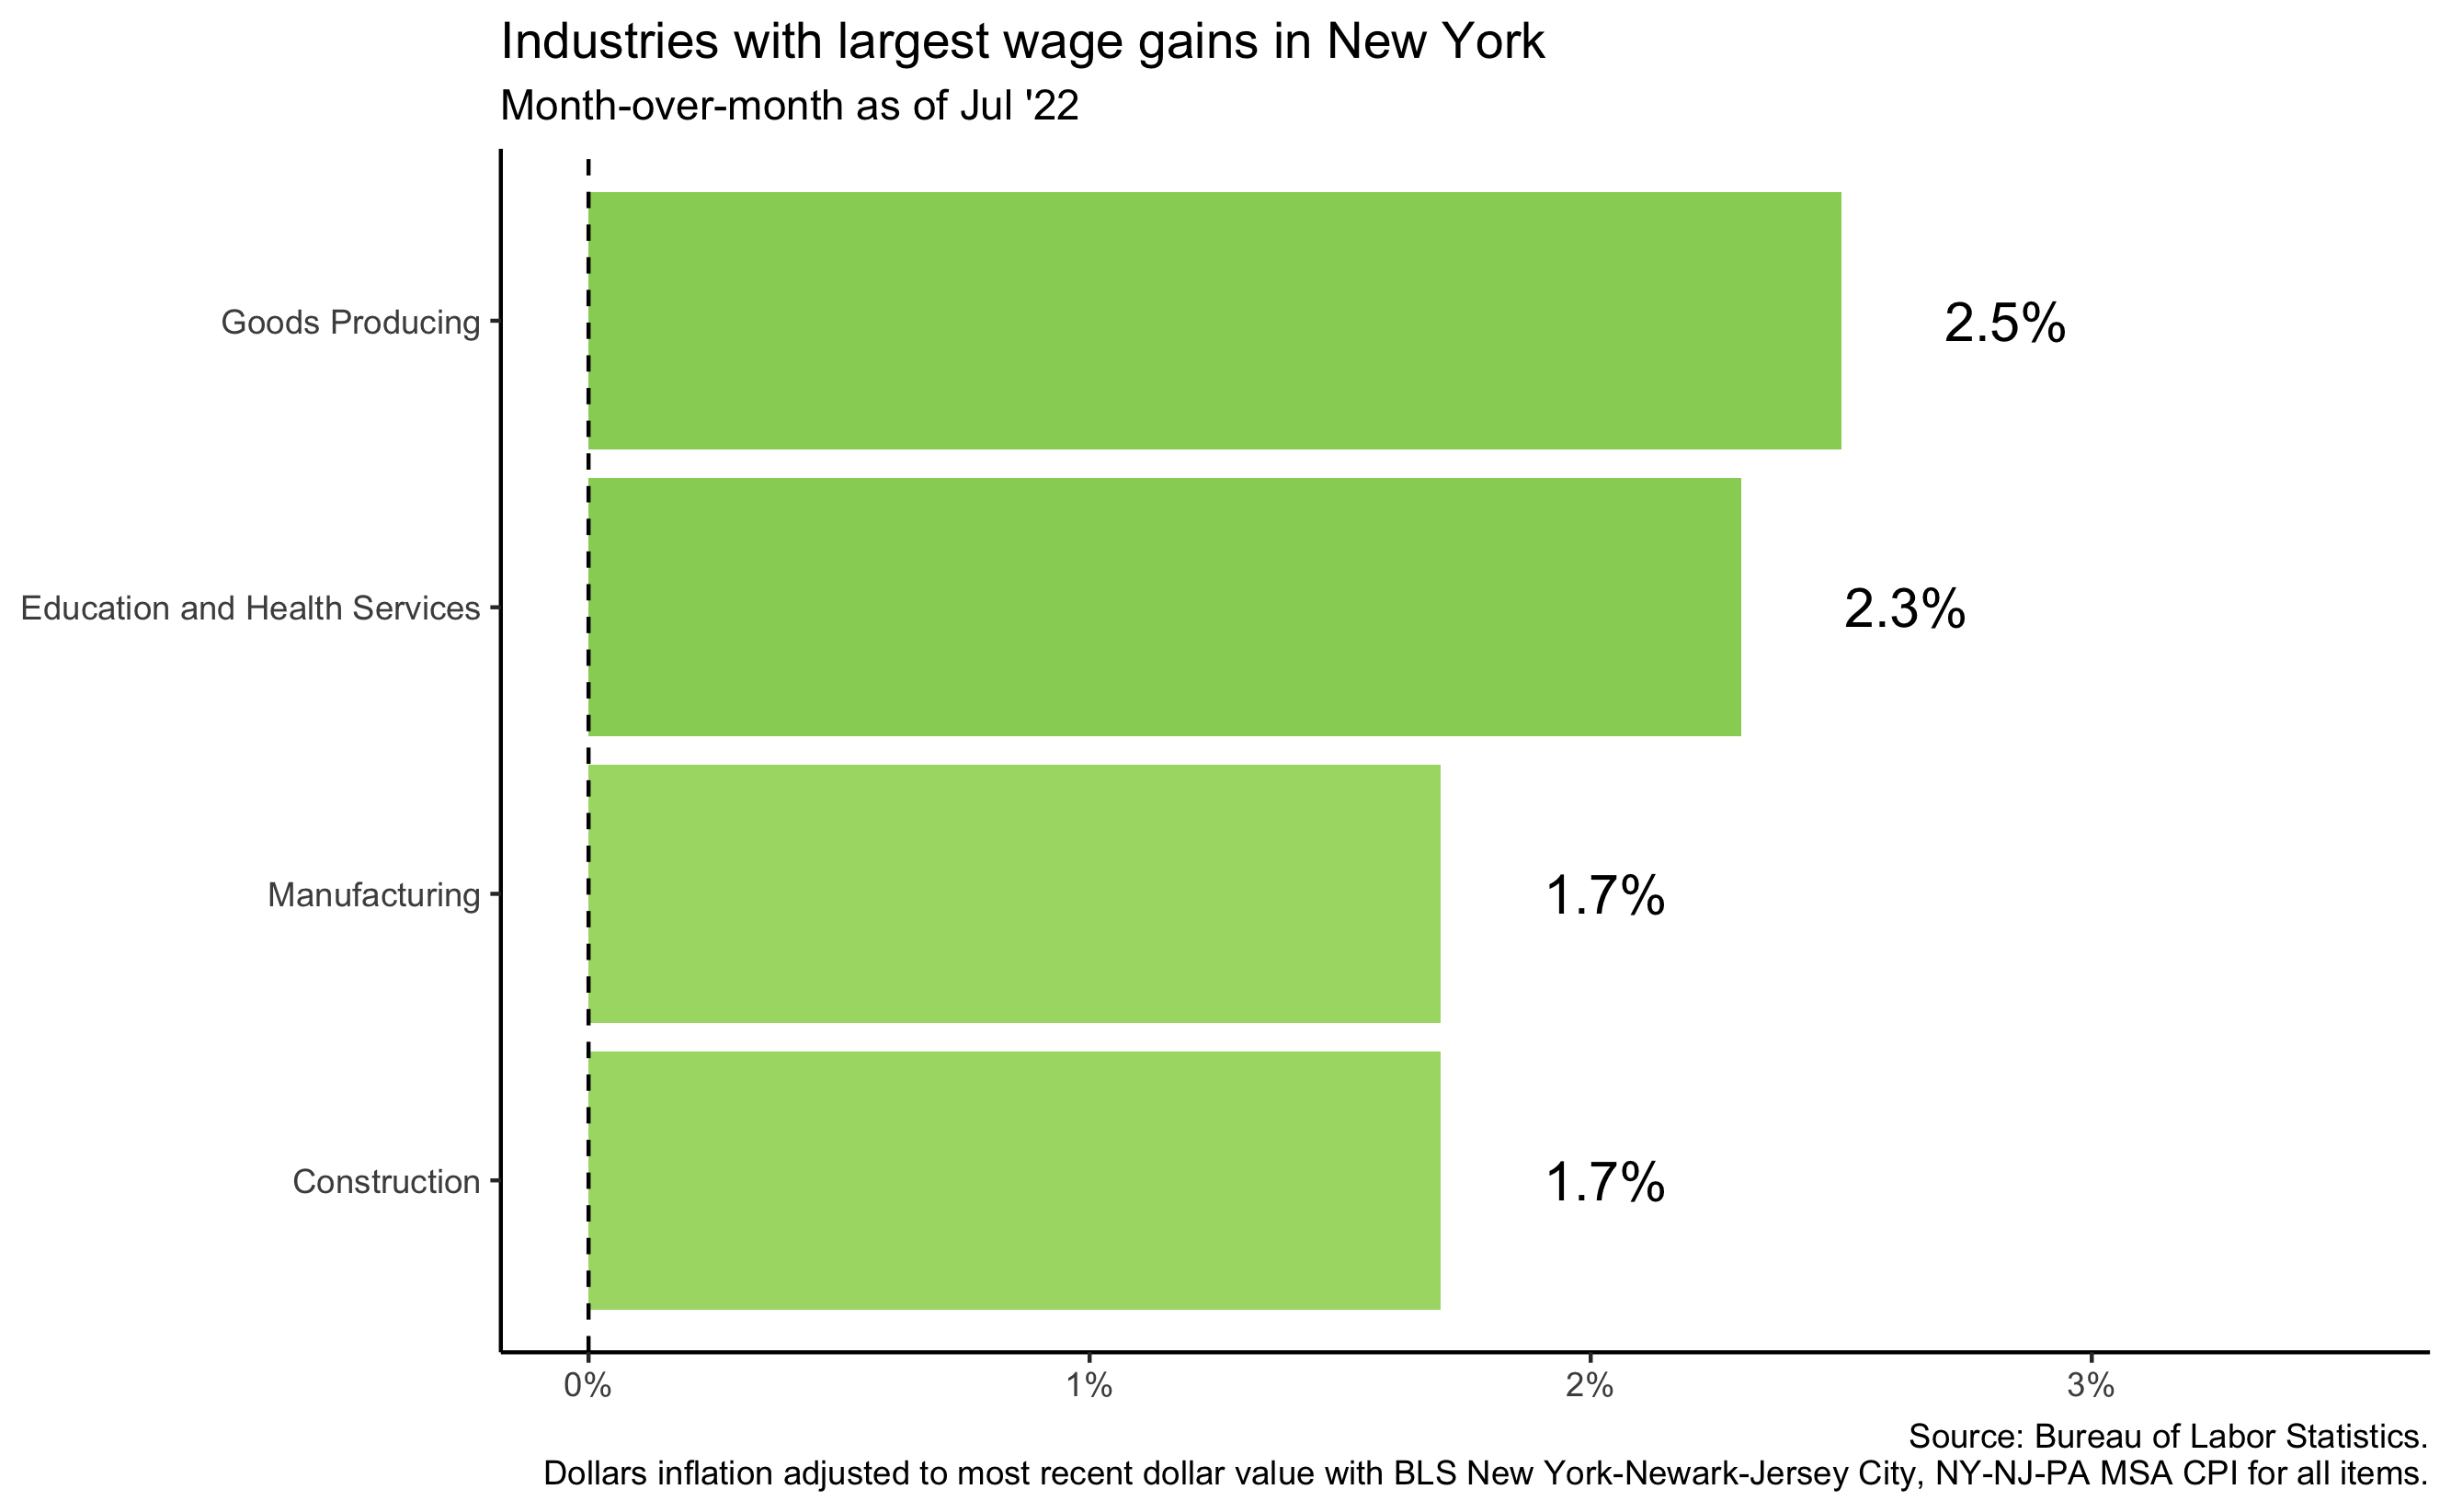 Industries with largest wage gains in New York
Month-over-month as of Jul '22
Goods Producing
2.5%
Education and Health Services
2.3%
Manufacturing
1.7%
Construction
1.7%
0%
1%
2%
3%
Source: Bureau of Labor Statistics.
Dollars inflation adjusted to most recent dollar value with BLS New York-Newark-Jersey City, NY-NJ-PA MSA CPI for all items.